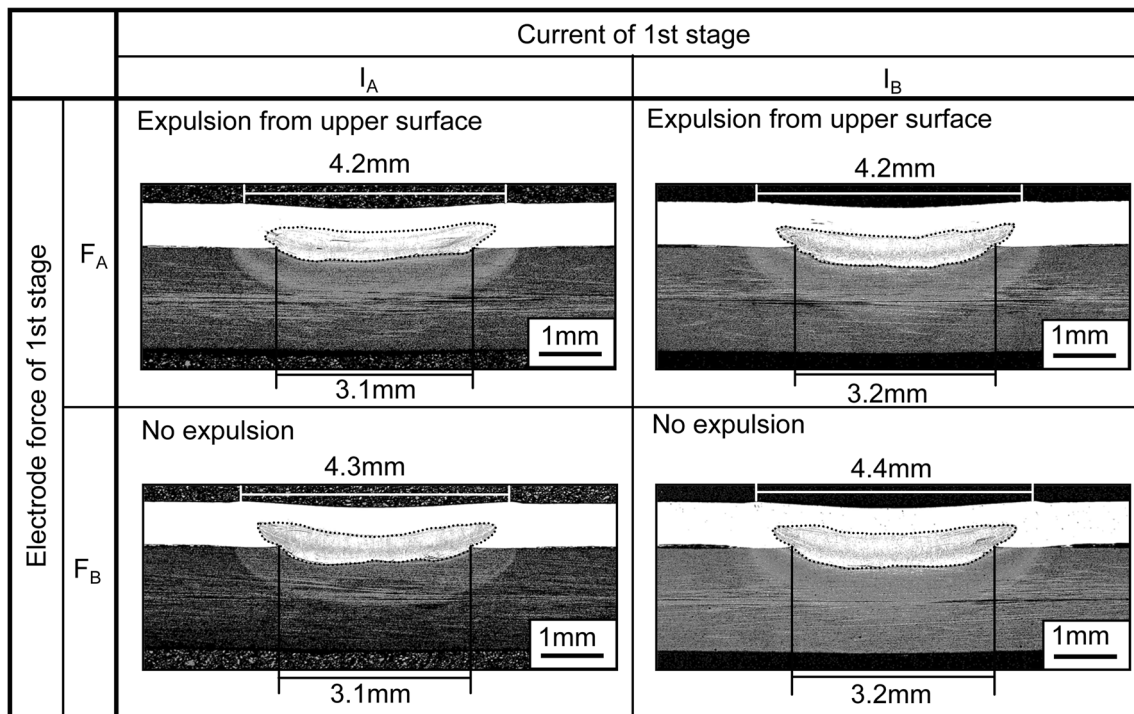 Current of 1st stage
I_A
I_B
Electrode force of 1st stage
F_A
Expulsion from upper surface
4.2mm
1mm
3.1mm
Expulsion from upper surface
4.2mm
1mm
3.2mm
F_B
No expulsion
4.3mm
1mm
3.1mm
No expulsion
4.4mm
1mm
3.2mm